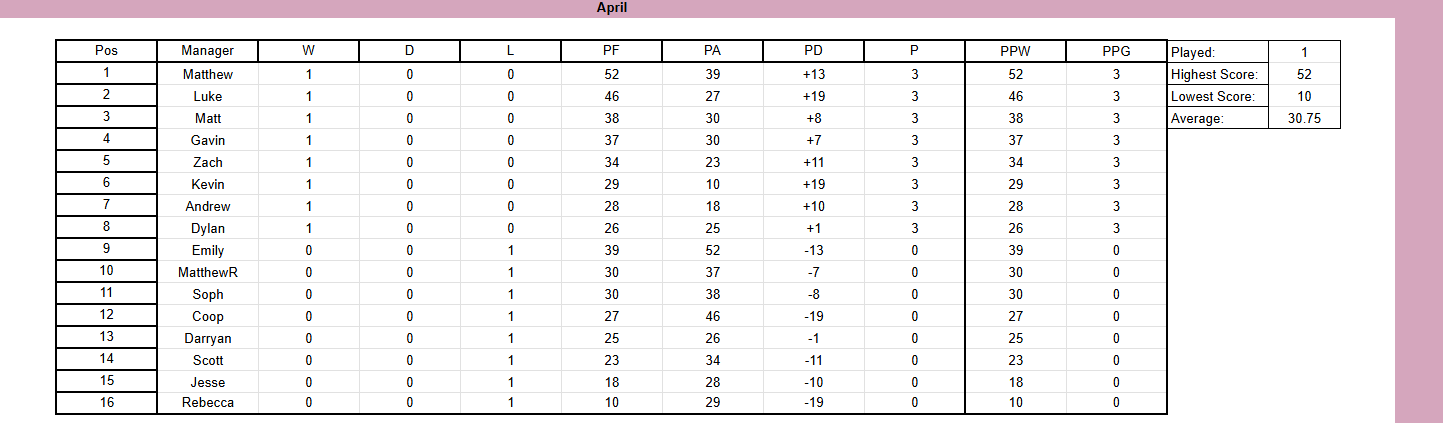 April
Pos Manager W D L PF PA PD P PPW PPG Played: 1
1 Matthew 1 0 0 52 39 +13 3 52 3 Highest Score: 52
2 Luke 1 0 0 46 27 +19 3 46 3 Lowest Score: 10
3 Matt 1 0 0 38 30 +8 3 38 3 Average: 30.75
4 Gavin 1 0 0 37 30 +7 3 37 3
5 Zach 1 0 0 34 23 +11 3 34 3
6 Kevin 1 0 0 29 10 +19 3 29 3
7 Andrew 1 0 0 28 18 +10 3 28 3
8 Dylan 1 0 0 26 25 +1 3 26 3
9 Emily 0 0 1 39 52 -13 0 39 0
10 MatthewR 0 0 1 30 37 -7 0 30 0
11 Soph 0 0 1 30 38 -8 0 30 0
12 Coop 0 0 1 27 46 -19 0 27 0
13 Darryan 0 0 1 25 26 -1 0 25 0
14 Scott 0 0 1 23 34 -11 0 23 0
15 Jesse 0 0 1 18 28 -10 0 18 0
16 Rebecca 0 0 1 10 29 -19 0 10 0